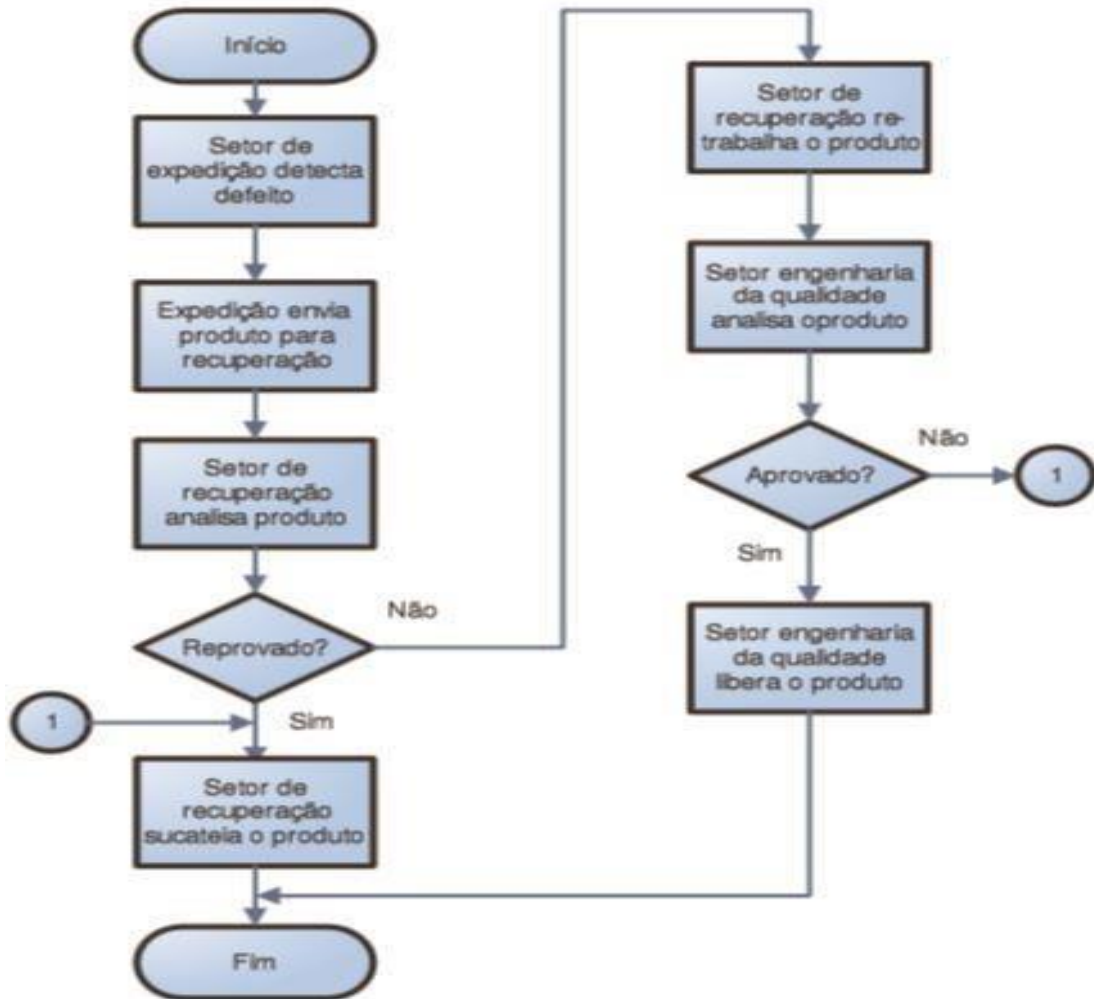 Início
Setor de
expedição detecta
defeito
Expedição envia
produto para
recuperação
Setor de
recuperação
analisa produto
Reprovado?
Não
1
Sim
Setor de
recuperação
sucateia o produto
Fim
Setor de
recuperação re-
trabalha o produto
Setor engenharia
da qualidade
analisa oproduto
Aprovado?
Não
1
Sim
Setor engenharia
da qualidade
libera o produto